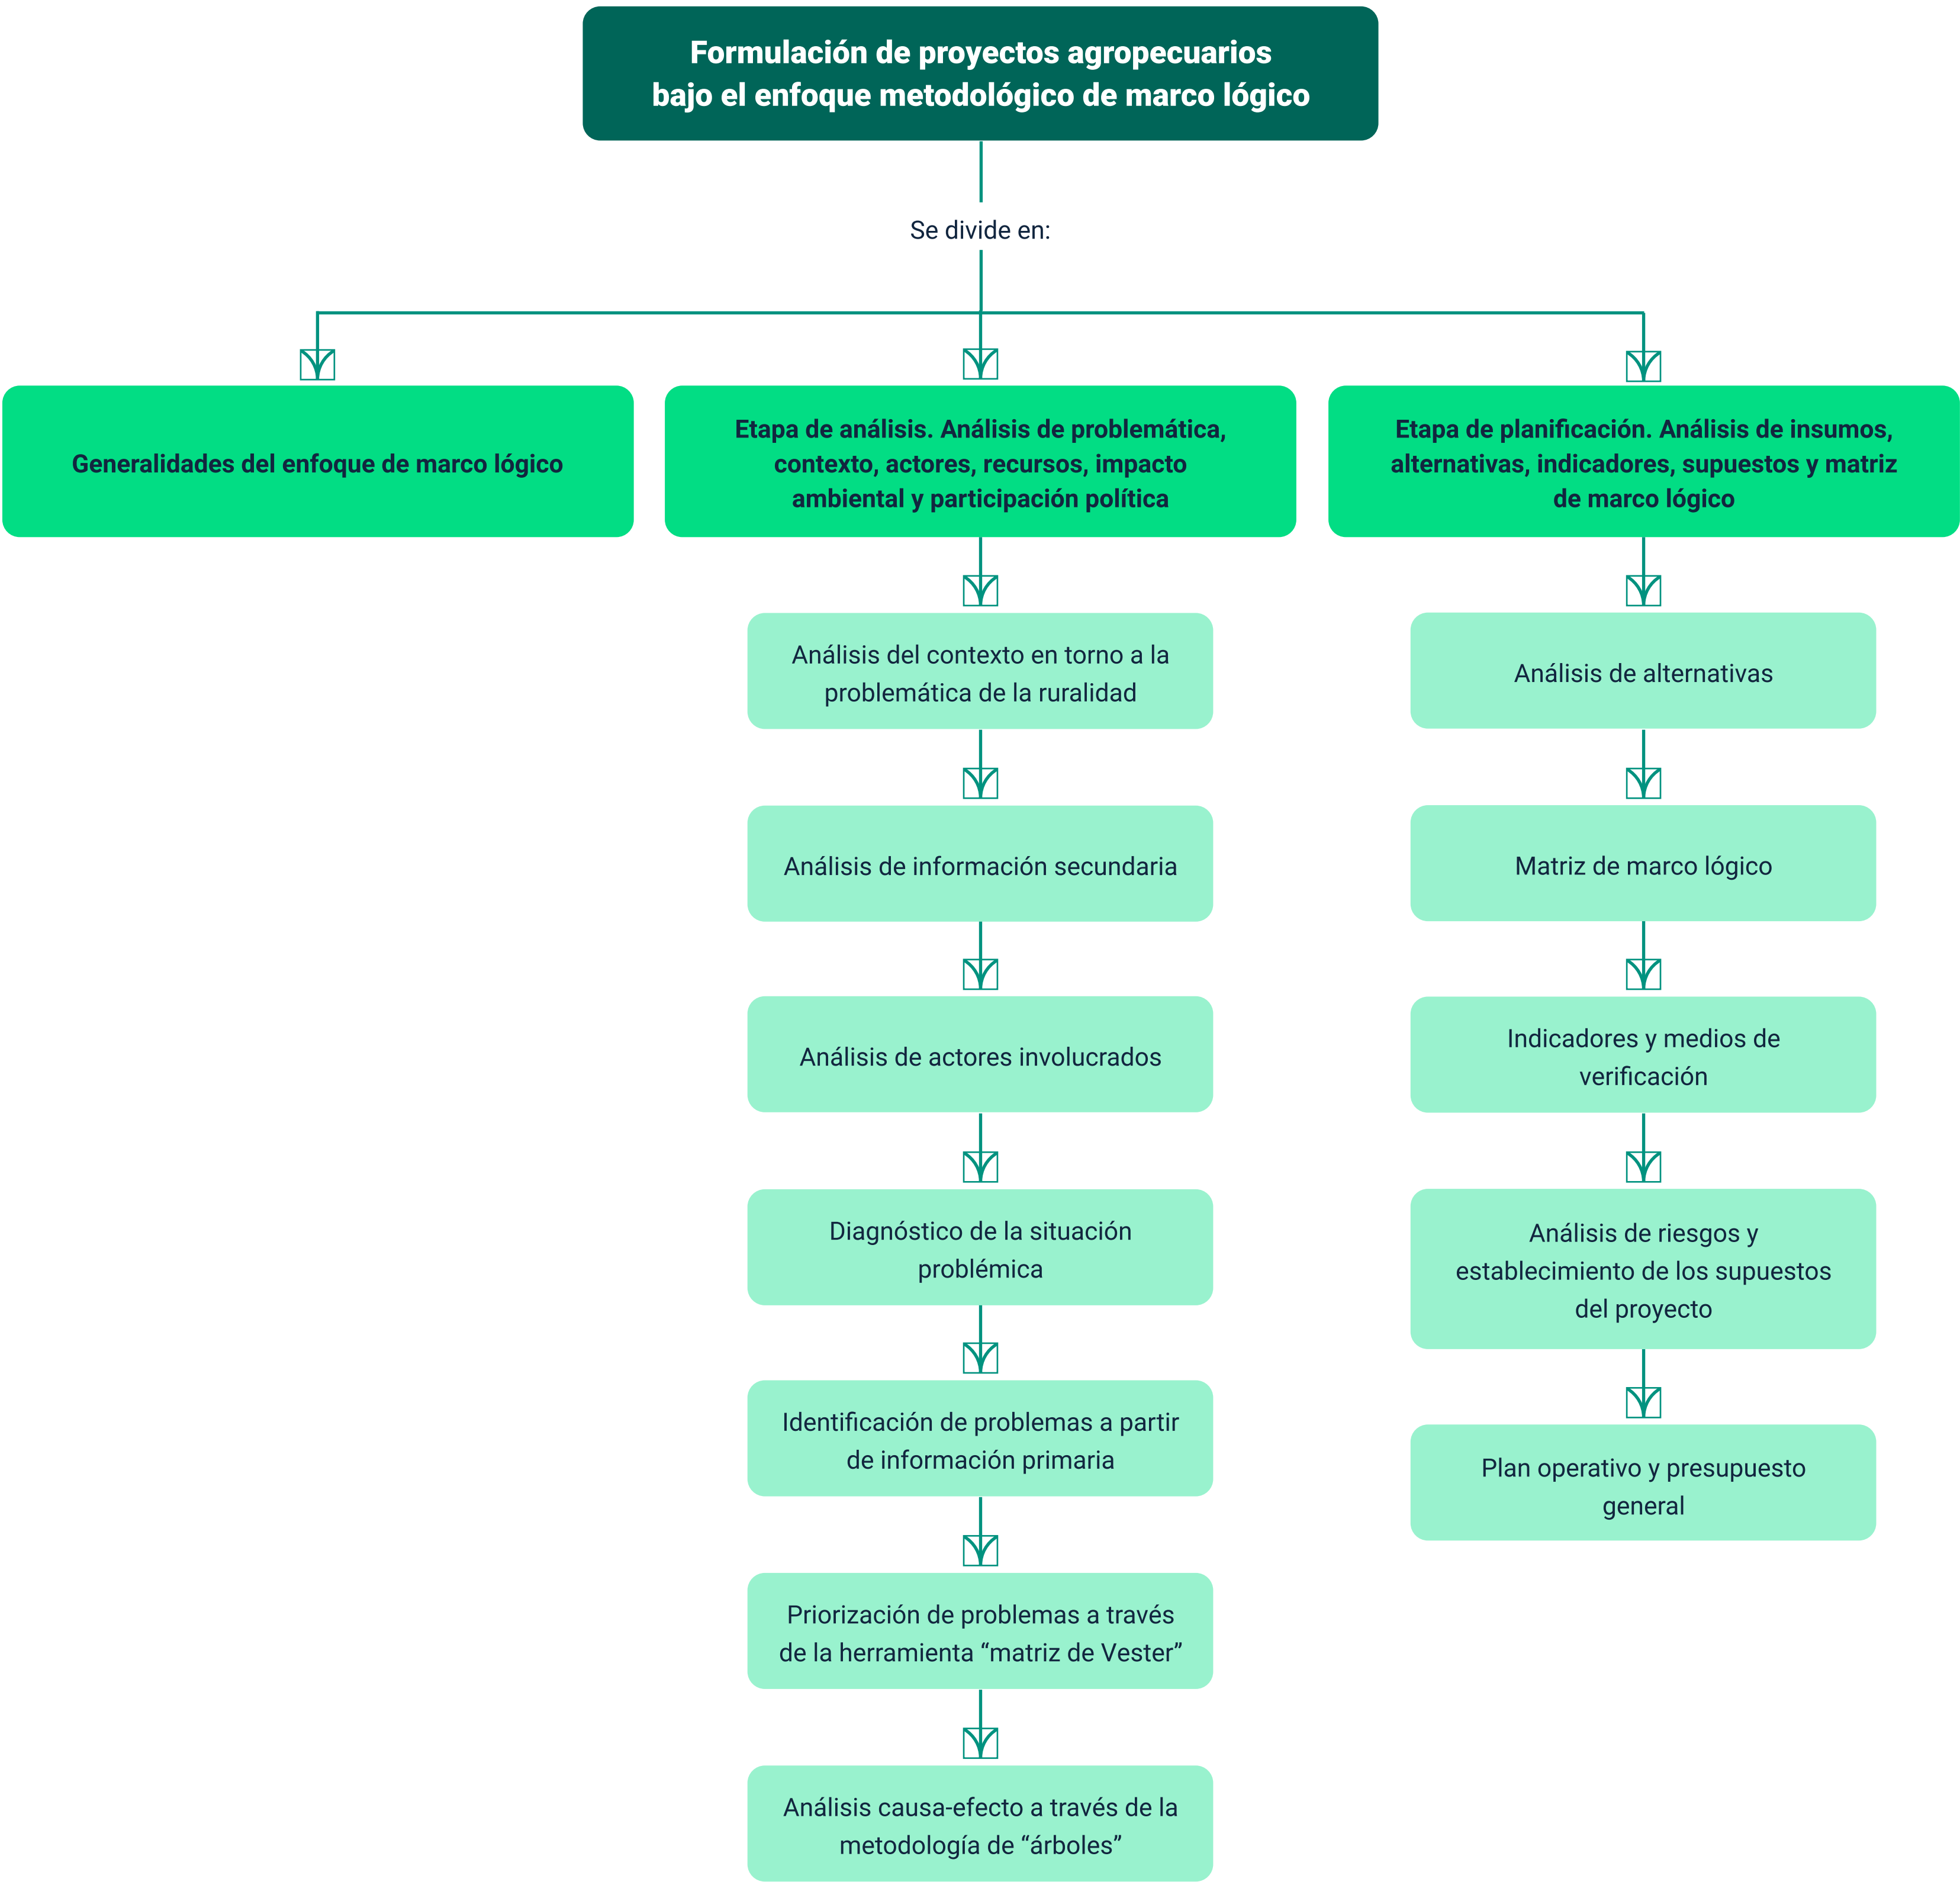 Formulación de proyectos agropecuarios
bajo el enfoque metodológico de marco lógico
Se divide en:
Generalidades del enfoque de marco lógico
Etapa de análisis. Análisis de problemática,
contexto, actores, recursos, impacto
ambiental y participación política
Etapa de planificación. Análisis de insumos,
alternativas, indicadores, supuestos y matriz
de marco lógico
Análisis del contexto en torno a la
problemática de la ruralidad
Análisis de información secundaria
Análisis de actores involucrados
Diagnóstico de la situación
problémica
Identificación de problemas a partir
de información primaria
Priorización de problemas a través
de la herramienta “matriz de Vester”
Análisis causa-efecto a través de la
metodología de “árboles”
Análisis de alternativas
Matriz de marco lógico
Indicadores y medios de
verificación
Análisis de riesgos y
establecimiento de los supuestos
del proyecto
Plan operativo y presupuesto
general